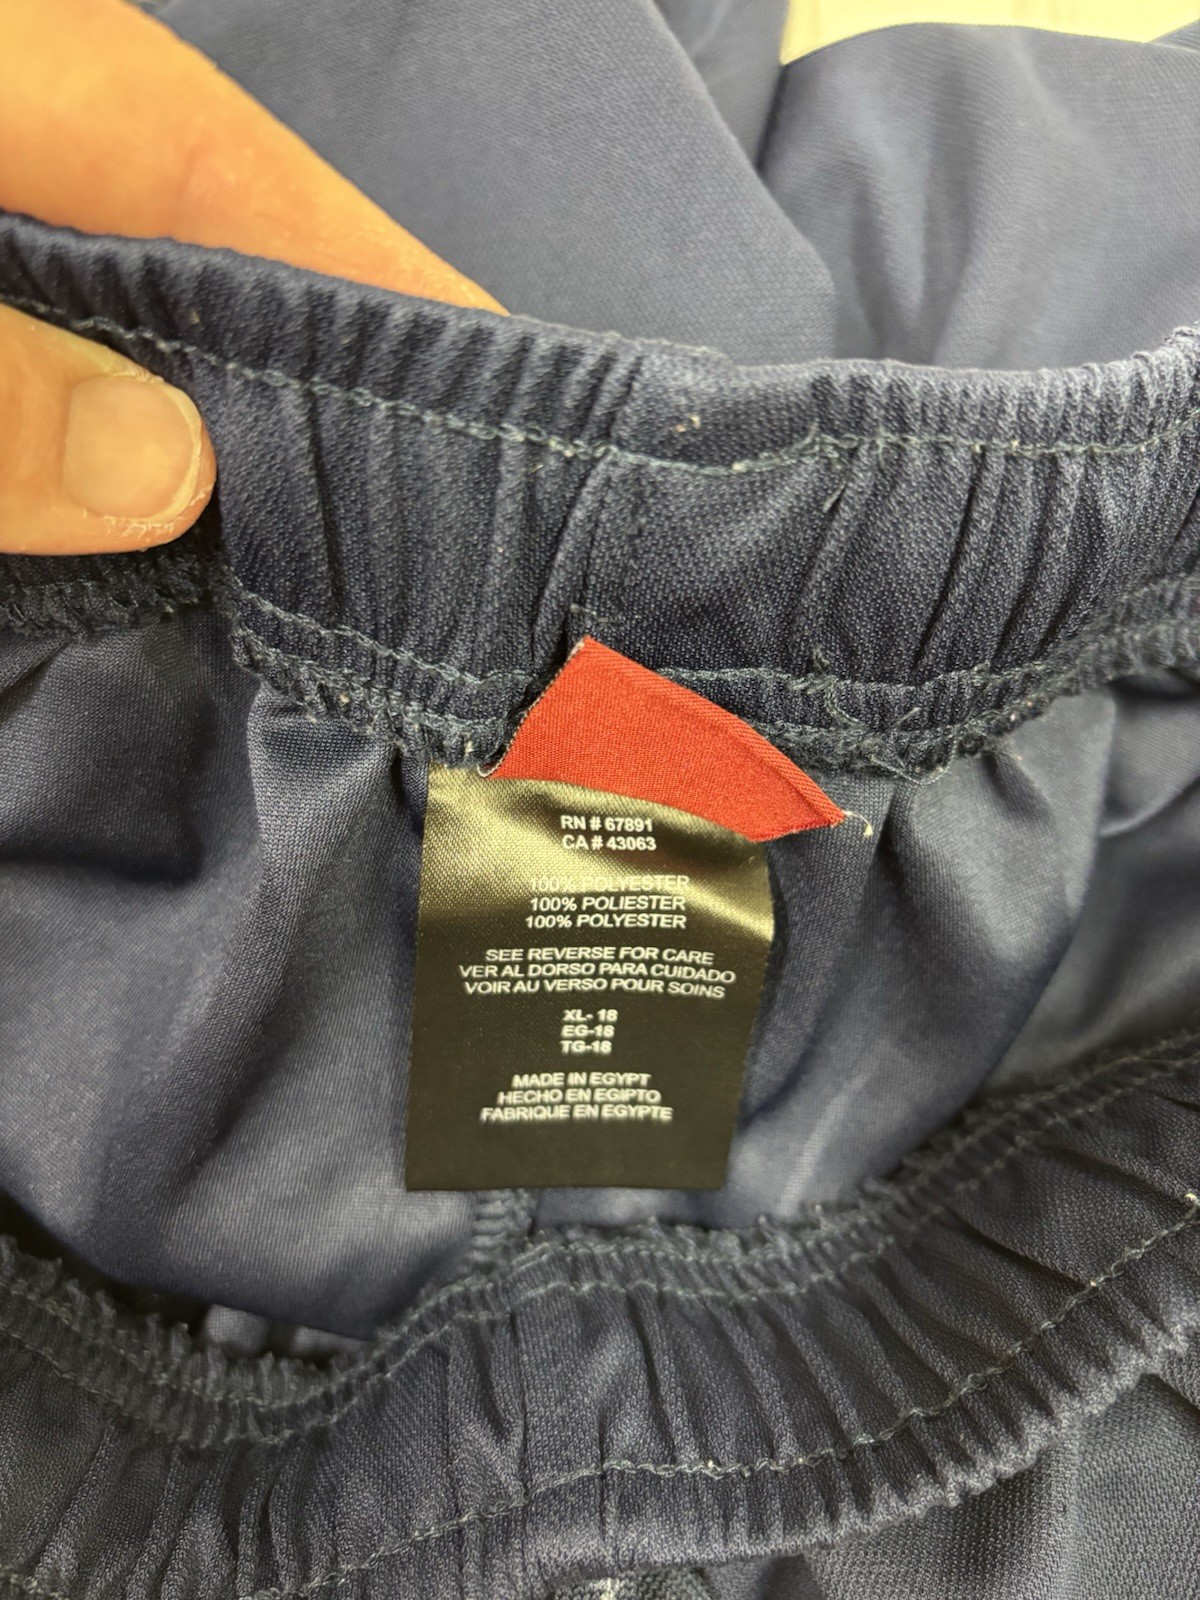 RN # 67891
CA # 43063
100% POLYESTER
100% POLIESTER
100% POLYESTER
SEE REVERSE FOR CARE
VER AL DORSO PARA CUIDADO
VOIR AU VERSO POUR SOINS
XL- 18
EG-18
TG-18
MADE IN EGYPT
HECHO EN EGIPTO
FABRIQUE EN EGYPTE